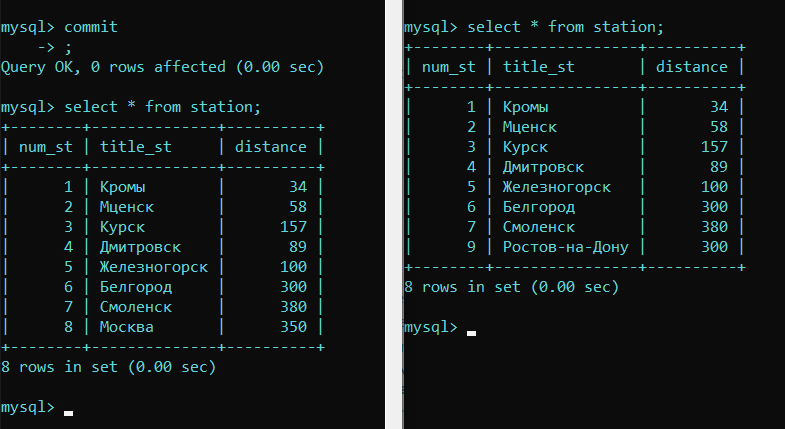 mysql> commit
    -> ;
Query OK, 0 rows affected (0.00 sec)

mysql> select * from station;
+--------+--------------+----------+
| num_st | title_st     | distance |
+--------+--------------+----------+
|      1 | Кромы        |       34 |
|      2 | Мценск       |       58 |
|      3 | Курск        |      157 |
|      4 | Дмитровск    |       89 |
|      5 | Железногорск |      100 |
|      6 | Белгород     |      300 |
|      7 | Смоленск     |      380 |
|      8 | Москва       |      350 |
+--------+--------------+----------+
8 rows in set (0.00 sec)

mysql>
mysql> select * from station;
+--------+----------------+----------+
| num_st | title_st       | distance |
+--------+----------------+----------+
|      1 | Кромы          |       34 |
|      2 | Мценск         |       58 |
|      3 | Курск          |      157 |
|      4 | Дмитровск      |       89 |
|      5 | Железногорск   |      100 |
|      6 | Белгород       |      300 |
|      7 | Смоленск       |      380 |
|      9 | Ростов-на-Дону |      300 |
+--------+----------------+----------+
8 rows in set (0.00 sec)

mysql>